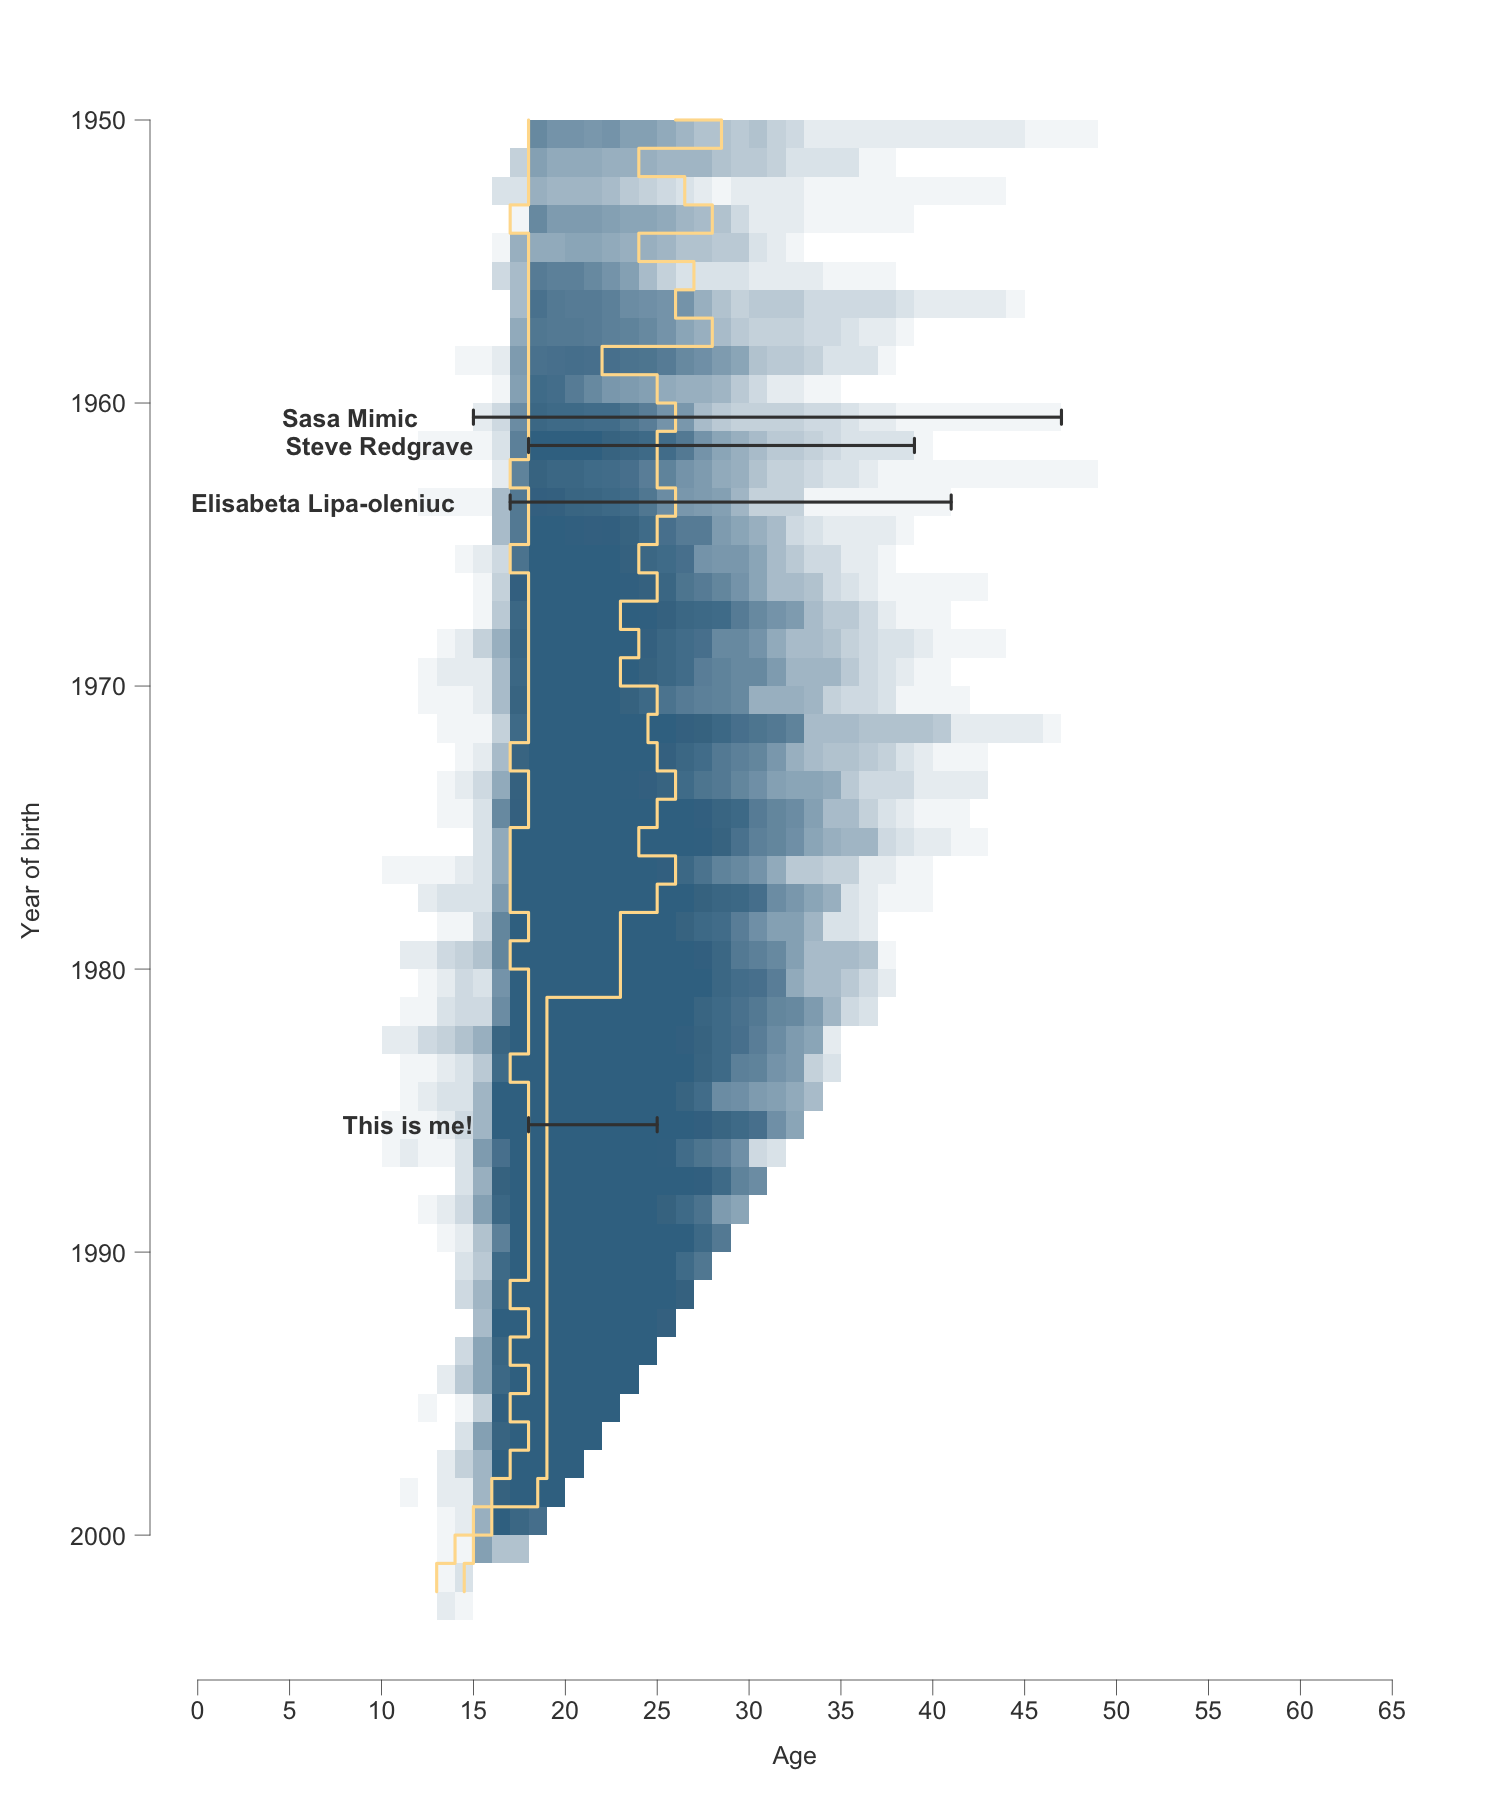 1950
1960
Sasa Mimic
Steve Redgrave
Elisabeta Lipa-oleniuc
1970
Year of birth
1980
This is me!
1990
2000
0 5 10 15 20 25 30 35 40 45 50 55 60 65
Age